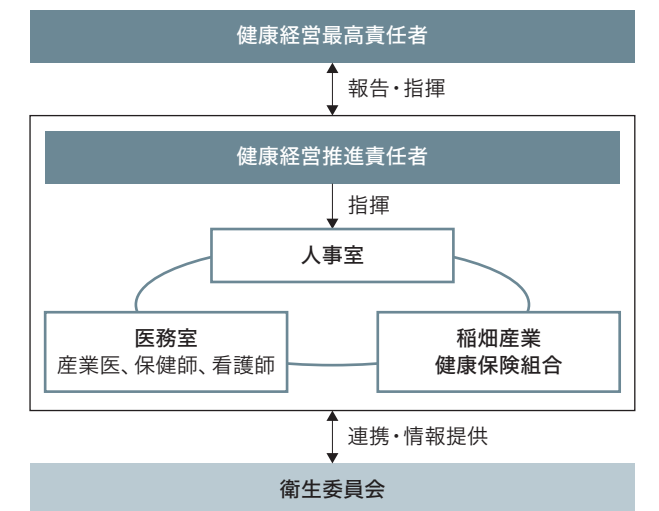 健康経営最高責任者
報告・指揮
健康経営推進責任者
指揮
人事室
医務室
産業医、保健師、看護師
稲畑産業
健康保険組合
連携・情報提供
衛生委員会